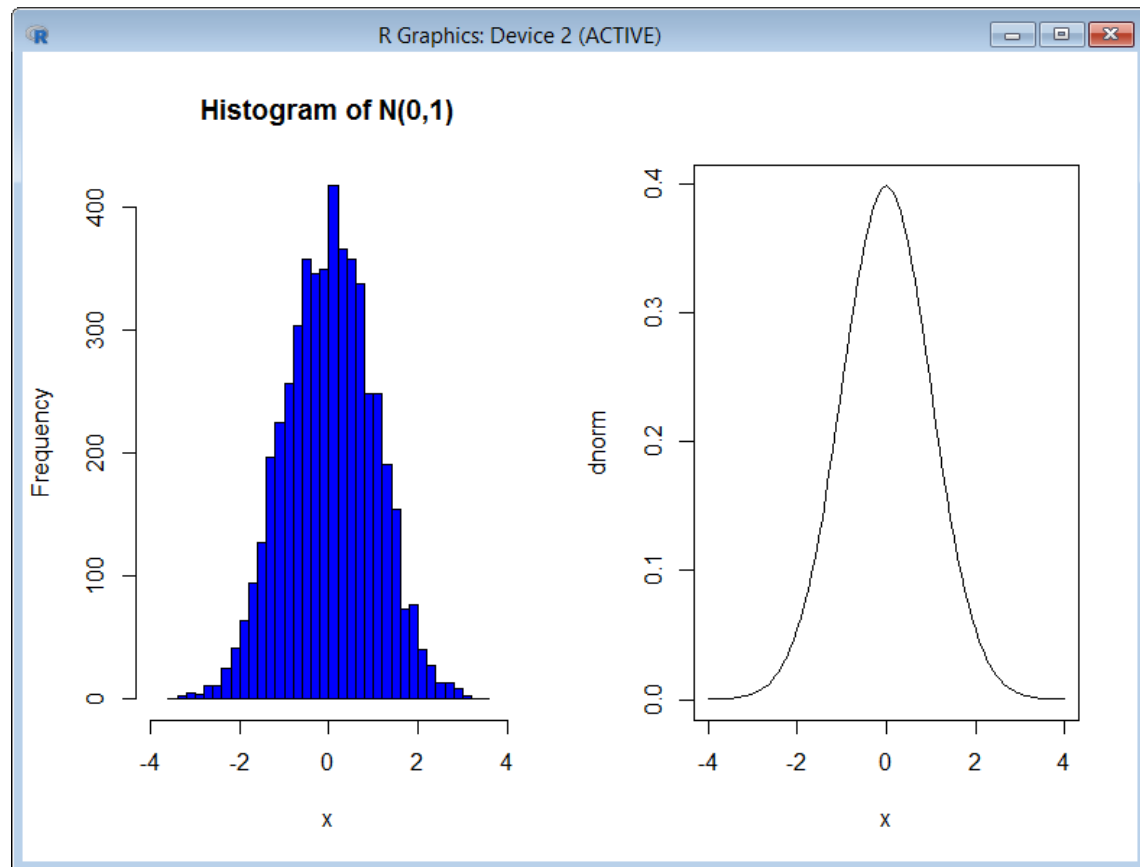 R Graphics: Device 2 (ACTIVE)
Histogram of N(0,1)
Frequency
0
100
200
300
400
-4 -2 0 2 4
x
dnorm
0.0
0.1
0.2
0.3
0.4
-4 -2 0 2 4
x